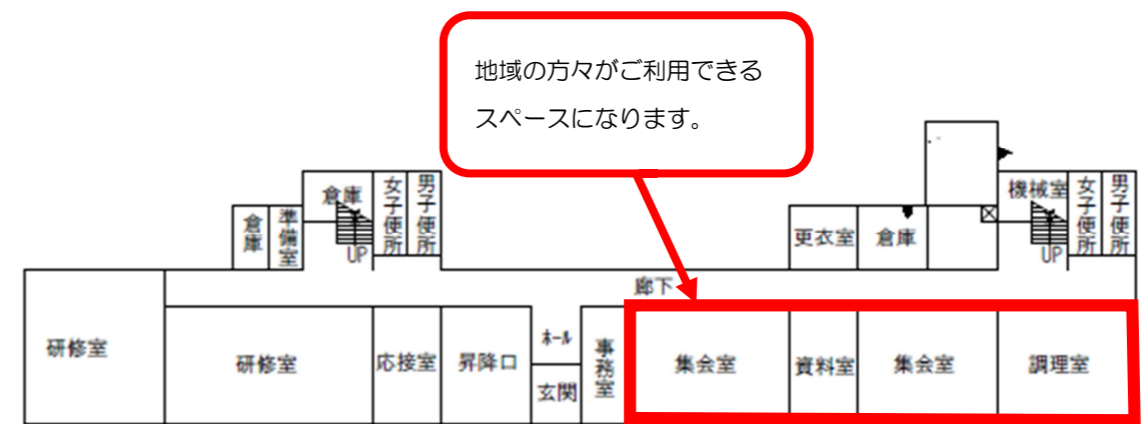 地域の方々がご利用できる
スペースになります。
倉庫
準備室
倉庫
UP
女子便所
男子便所
更衣室
倉庫
機械室
UP
女子便所
男子便所
廊下
研修室
研修室
応接室
昇降口
ホール
玄関
事務室
集会室
資料室
集会室
調理室